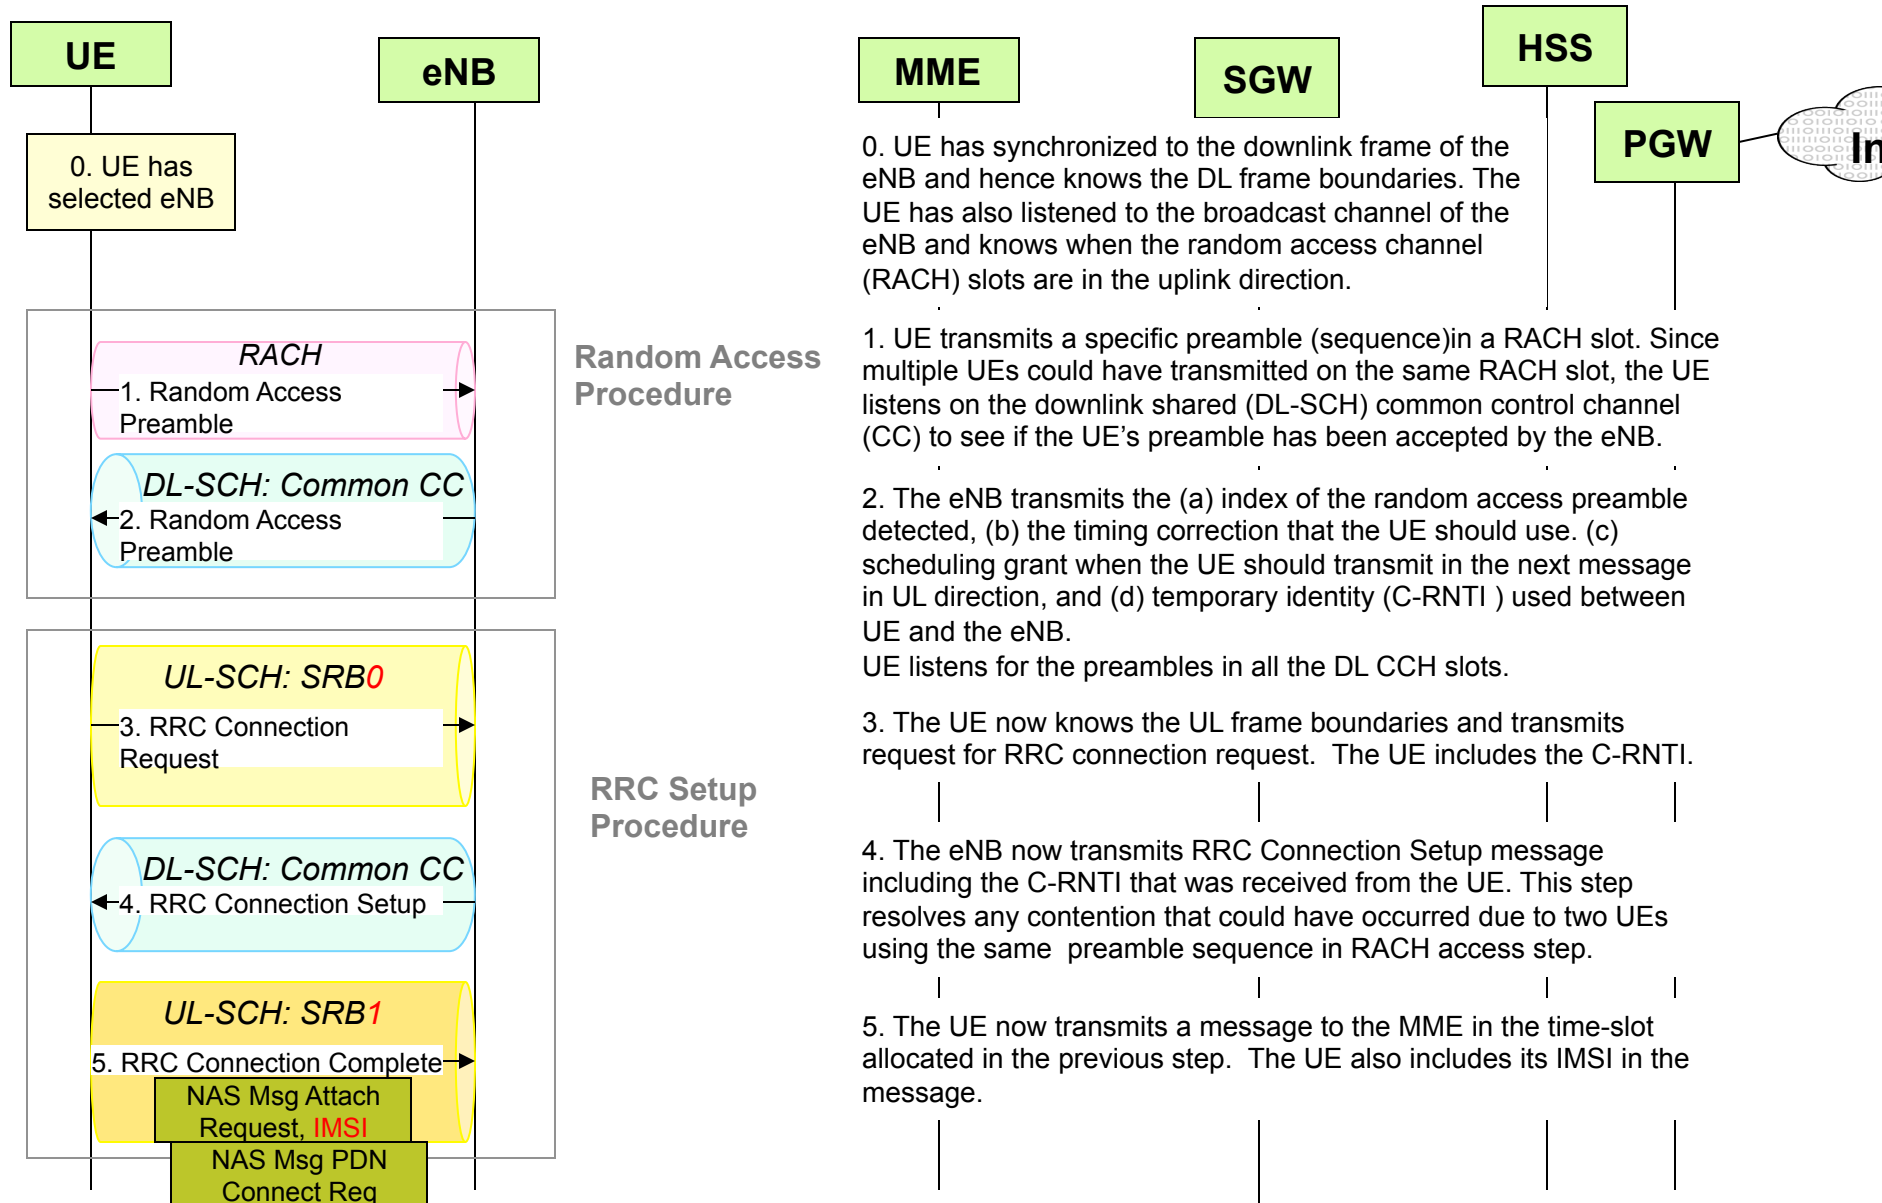 UE
eNB
MME
SGW
HSS
PGW
In
0. UE has
selected eNB
0. UE has synchronized to the downlink frame of the
eNB and hence knows the DL frame boundaries. The
UE has also listened to the broadcast channel of the
eNB and knows when the random access channel
(RACH) slots are in the uplink direction.
RACH
1. Random Access
Preamble
Random Access
Procedure
1. UE transmits a specific preamble (sequence)in a RACH slot. Since
multiple UEs could have transmitted on the same RACH slot, the UE
listens on the downlink shared (DL-SCH) common control channel
(CC) to see if the UE’s preamble has been accepted by the eNB.
DL-SCH: Common CC
2. Random Access
Preamble
2. The eNB transmits the (a) index of the random access preamble
detected, (b) the timing correction that the UE should use. (c)
scheduling grant when the UE should transmit in the next message
in UL direction, and (d) temporary identity (C-RNTI ) used between
UE and the eNB.
UE listens for the preambles in all the DL CCH slots.
UL-SCH: SRB0
3. RRC Connection
Request
3. The UE now knows the UL frame boundaries and transmits
request for RRC connection request.  The UE includes the C-RNTI.
RRC Setup
Procedure
DL-SCH: Common CC
4. RRC Connection Setup
4. The eNB now transmits RRC Connection Setup message
including the C-RNTI that was received from the UE. This step
resolves any contention that could have occurred due to two UEs
using the same  preamble sequence in RACH access step.
UL-SCH: SRB1
5. RRC Connection Complete
NAS Msg Attach
Request, IMSI
NAS Msg PDN
Connect Req
5. The UE now transmits a message to the MME in the time-slot
allocated in the previous step.  The UE also includes its IMSI in the
message.